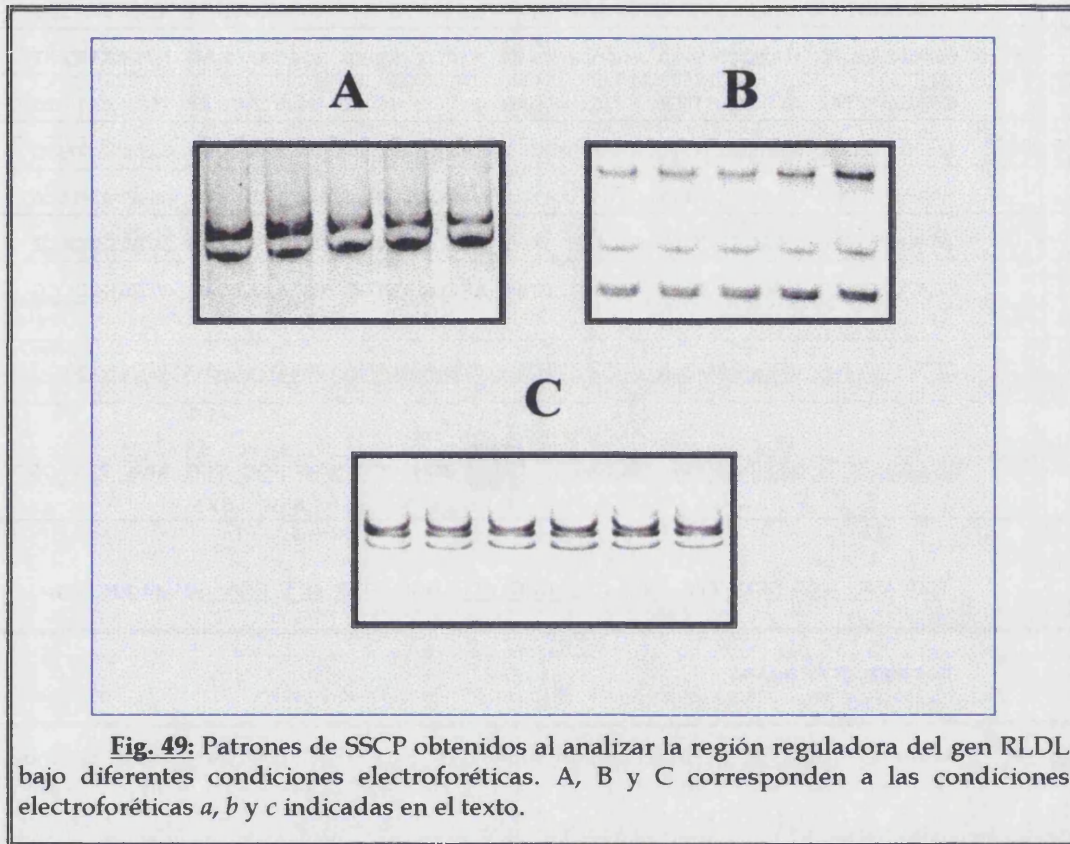 A
B
C
Fig. 49: Patrones de SSCP obtenidos al analizar la región reguladora del gen RLDL
bajo diferentes condiciones electroforéticas. A, B y C corresponden a las condiciones
electroforéticas a, b y c indicadas en el texto.